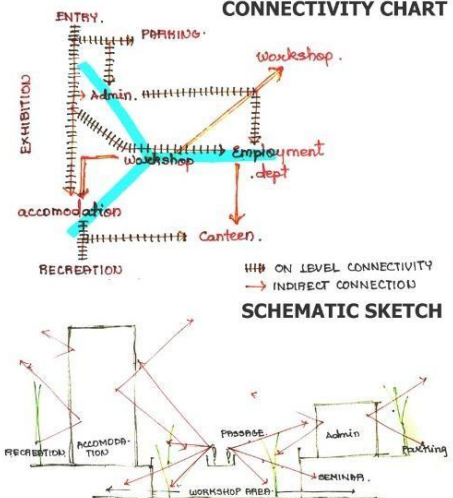 CONNECTIVITY CHART
ENTRY.
PARKING.
Workshop.
EXHIBITION
Admin.
Workshop
Employment
.dept
accomodation
Canteen.
RECREATION
ON LEVEL CONNECTIVITY
INDIRECT CONNECTION
SCHEMATIC SKETCH
PASSAGE
Admin
RECREATION
ACCOMODA-
TION
Parking
SEMINAR.
WORKSHOP AREA